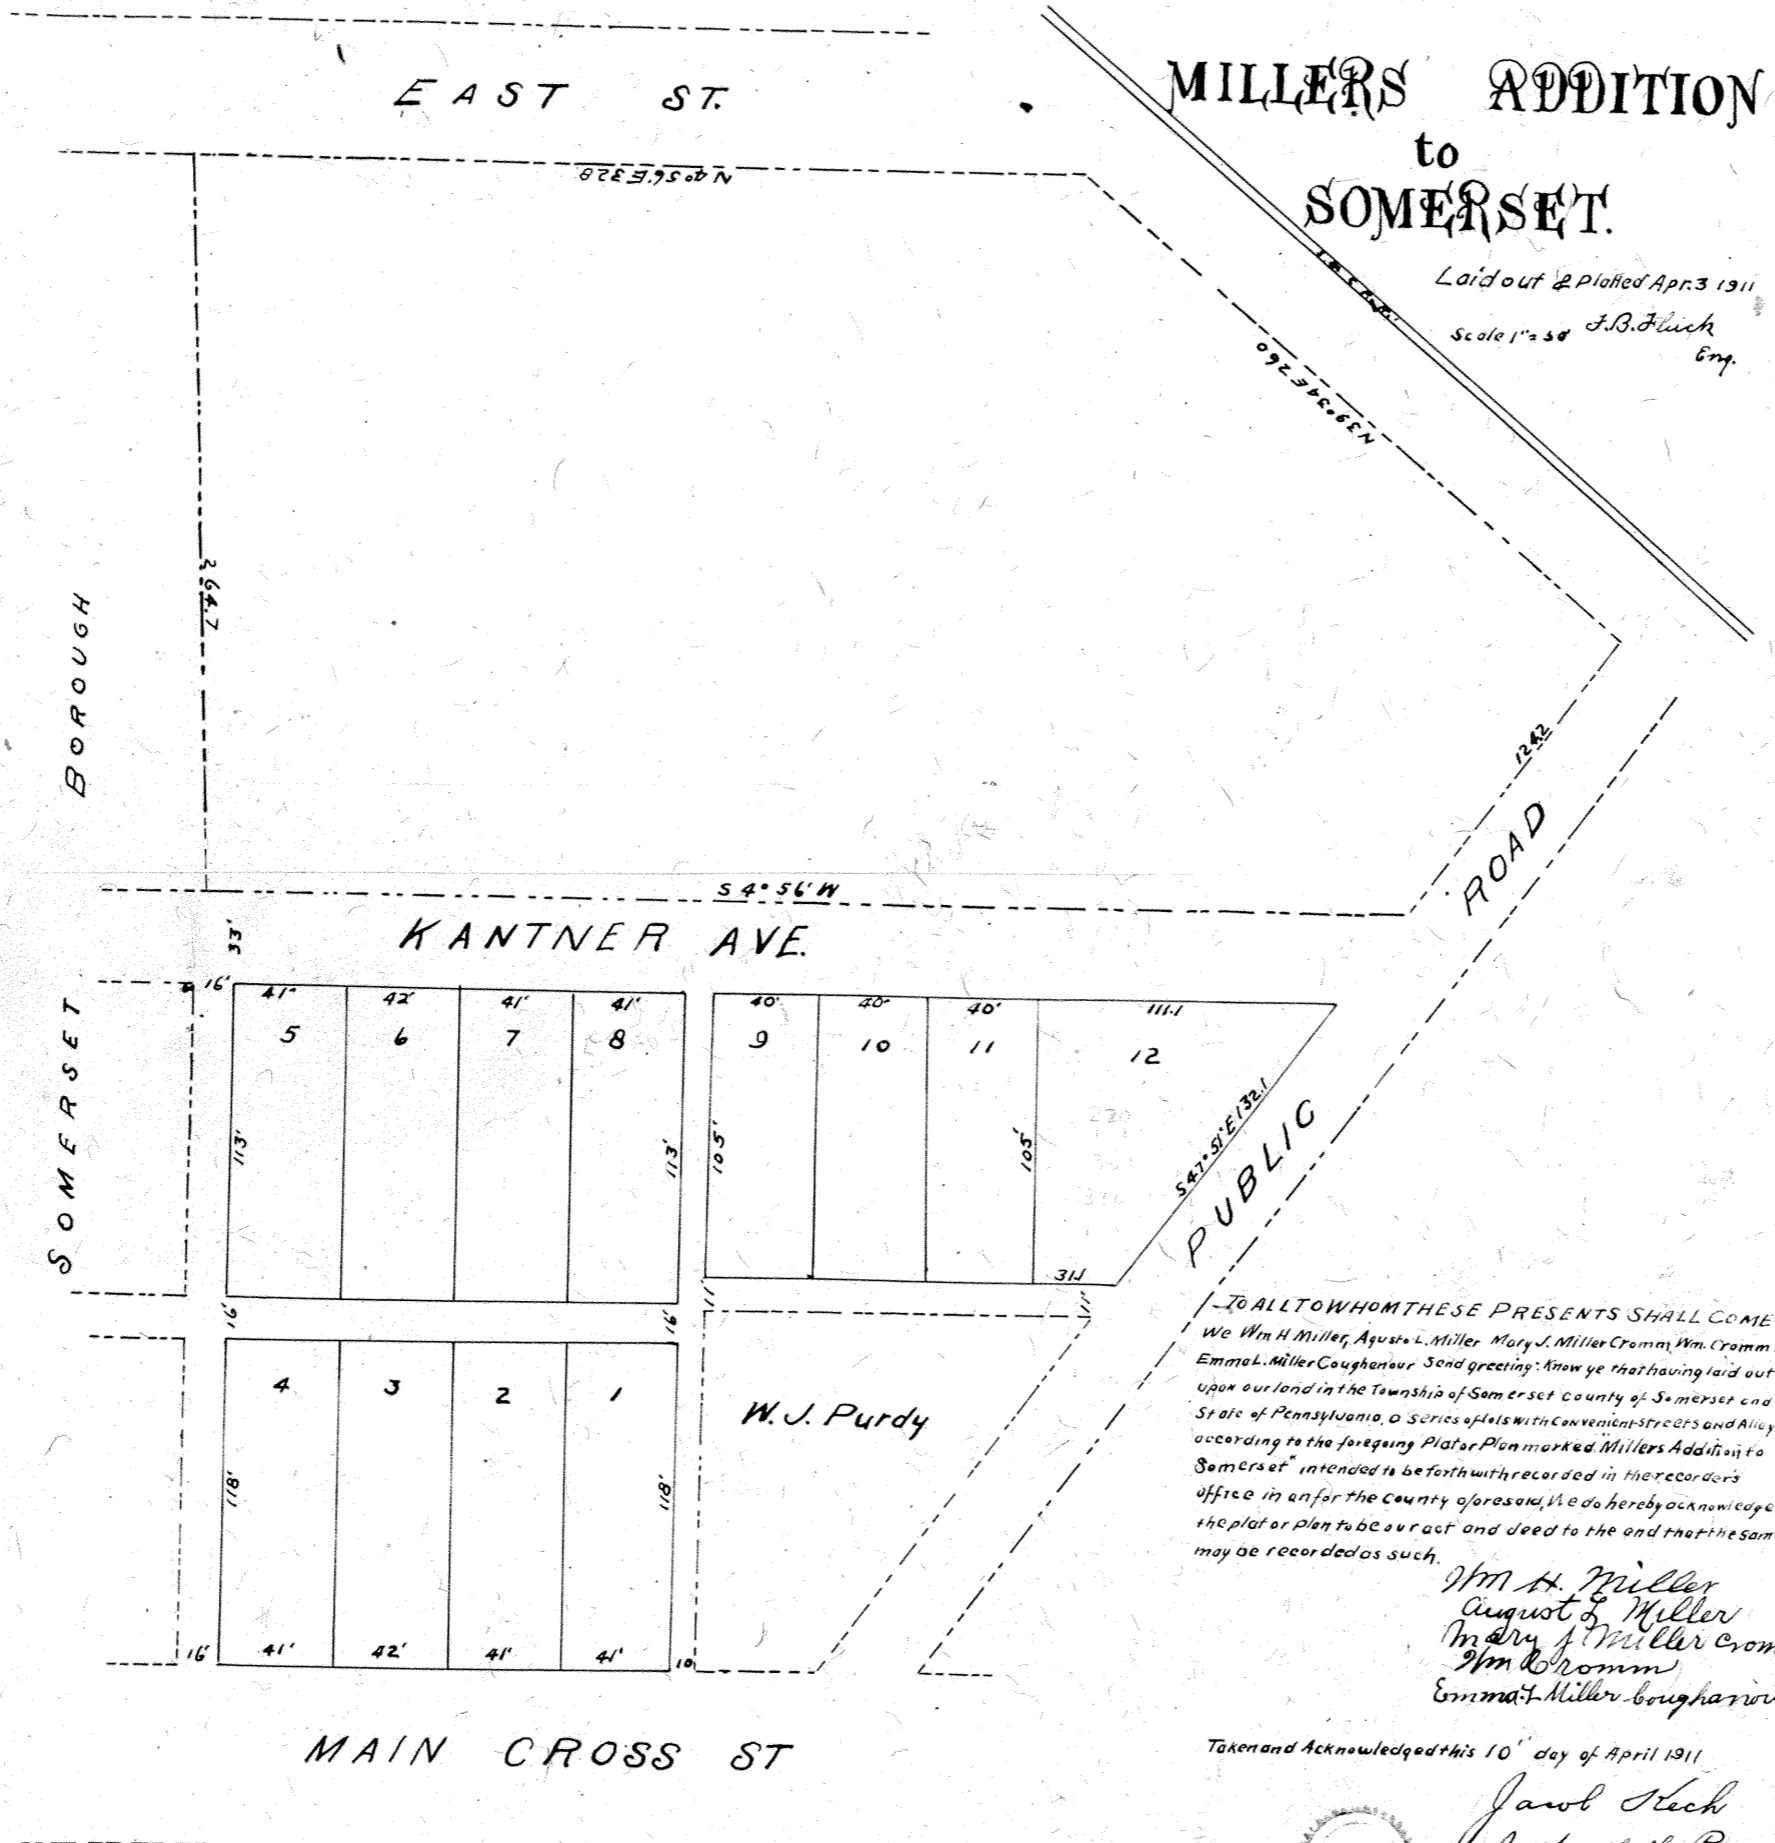 EAST ST.
MILLERS ADDITION
to
SOMERSET.
Laid out & Platted Apr. 3 1911
Scale 1" = 50' F.B. Fluck
Eng.
N 4° 56' E 328
N 39° 34' E 260
264.7
124.2
BOROUGH
SOMERSET
S 4° 56' W
KANTNER AVE.
33'
16'
41' 42' 41' 41' 40' 40' 40' 111.1
5 6 7 8 9 10 11 12
113' 113' 105' 105'
S 47° 51' E 132.1
PUBLIC ROAD
31.1
16' 16' 11' 11'
4 3 2 1
W. J. Purdy
118' 118'
16' 41' 42' 41' 41' 10
MAIN CROSS ST
TO ALL TO WHOM THESE PRESENTS SHALL COME
We Wm H Miller, Agusta L. Miller Mary J. Miller Cromm, Wm. Cromm
Emma L. Miller Coughenour Send greeting: Know ye that having laid out
upon our land in the Township of Somerset County of Somerset and
State of Pennsylvania, a Series of lots with Convenient Streets and Alley
according to the foregoing Plat or Plan marked "Millers Addition to
Somerset" intended to be forthwith recorded in the recorders
office in an for the County aforesaid, We do hereby acknowledge
the plat or plan to be our act and deed to the end that the sam
may be recorded as such.
Wm H. Miller
August L Miller
Mary J Miller Crom
Wm Cromm
Emma L Miller Coughanou
Taken and Acknowledged this 10' day of April 1911
Jacob Kech